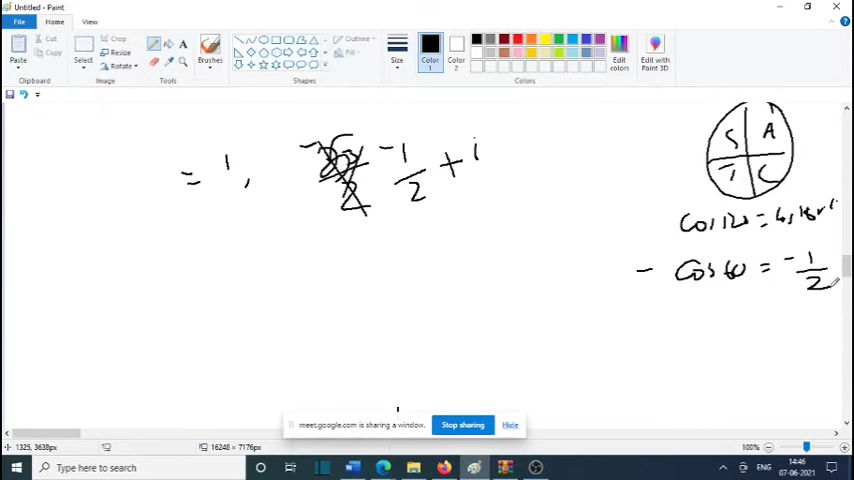 Untitled - Paint
File Home View
Paste
Cut
Copy
Clipboard
Select
Crop
Resize
Rotate
Image
A
Tools
Brushes
Outline
Fill
Shapes
Size
Color 1
Color 2
Colors
Edit colors
Edit with Paint 3D
S A
T C
= 1, -1/2 + i
cos 120 =
- cos 60 = -1/2
meet.google.com is sharing a window. Stop sharing Hide
1325, 3638px
16248 × 7176px
100%
Type here to search
ENG
14:46
07-06-2021